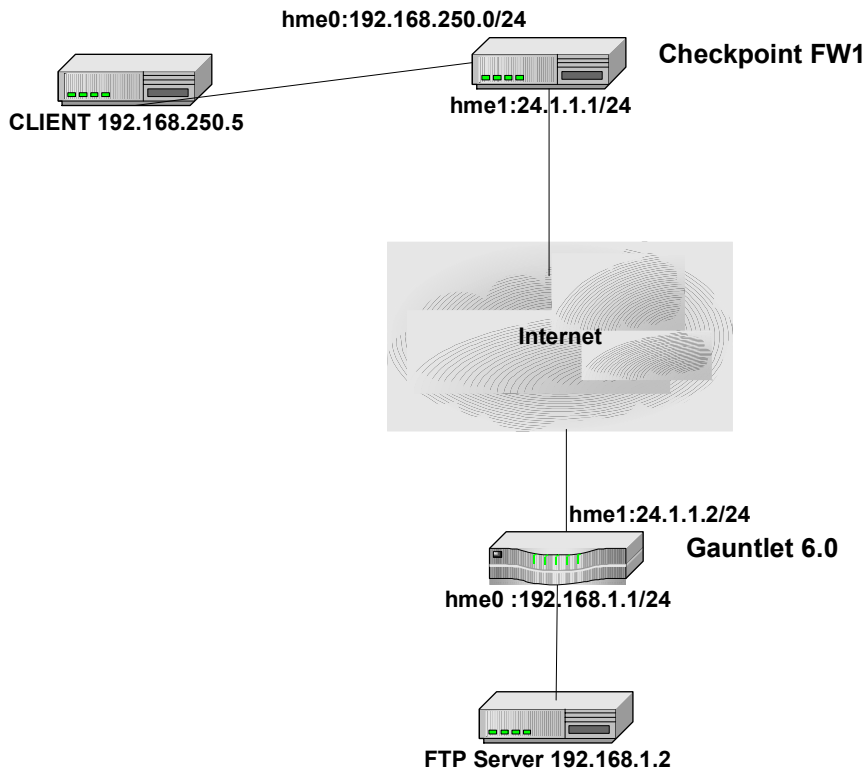 hme0:192.168.250.0/24
Checkpoint FW1
hme1:24.1.1.1/24
CLIENT 192.168.250.5
Internet
hme1:24.1.1.2/24
Gauntlet 6.0
hme0 :192.168.1.1/24
FTP Server 192.168.1.2